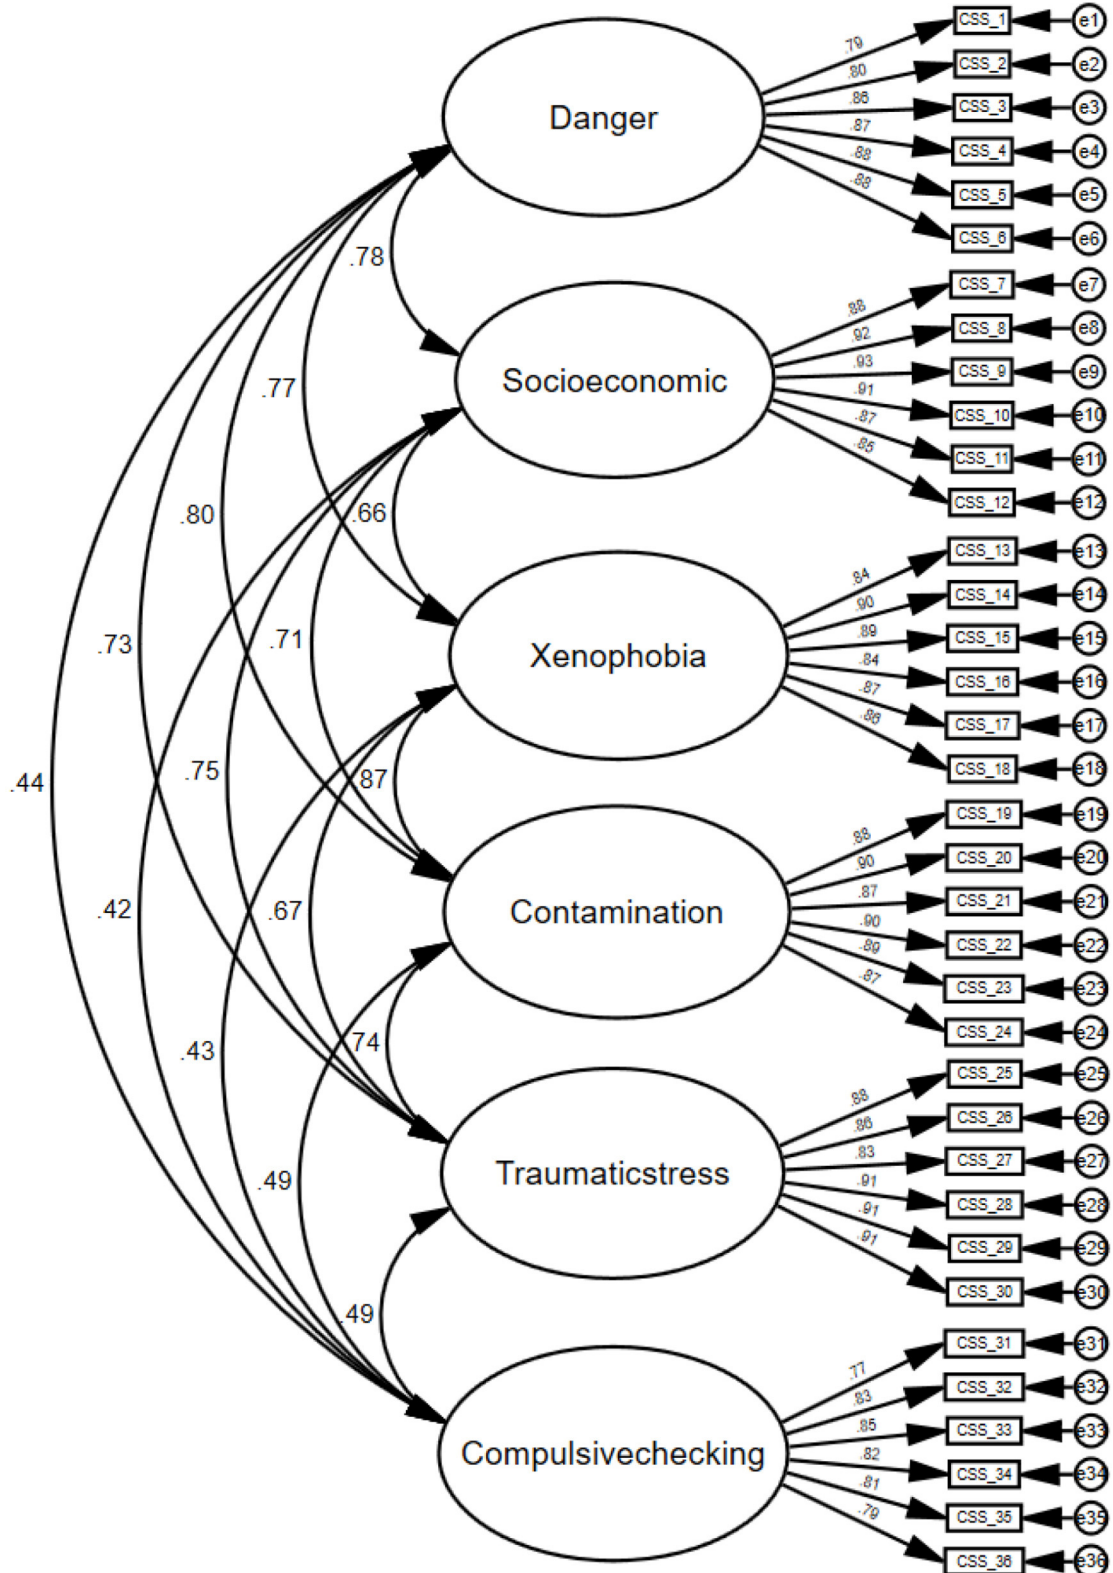 Danger
.79 CSS_1 e1
.80 CSS_2 e2
.86 CSS_3 e3
.87 CSS_4 e4
.88 CSS_5 e5
.88 CSS_6 e6
.78
Socioeconomic
.88 CSS_7 e7
.92 CSS_8 e8
.93 CSS_9 e9
.91 CSS_10 e10
.87 CSS_11 e11
.85 CSS_12 e12
.77
.80
.66
Xenophobia
.84 CSS_13 e13
.90 CSS_14 e14
.89 CSS_15 e15
.84 CSS_16 e16
.87 CSS_17 e17
.86 CSS_18 e18
.73
.71
.44
.75
.87
Contamination
.88 CSS_19 e19
.90 CSS_20 e20
.87 CSS_21 e21
.90 CSS_22 e22
.89 CSS_23 e23
.87 CSS_24 e24
.42
.67
.43
.74
Traumaticstress
.88 CSS_25 e25
.86 CSS_26 e26
.83 CSS_27 e27
.91 CSS_28 e28
.91 CSS_29 e29
.91 CSS_30 e30
.49
.49
Compulsivechecking
.77 CSS_31 e31
.83 CSS_32 e32
.85 CSS_33 e33
.82 CSS_34 e34
.81 CSS_35 e35
.79 CSS_36 e36